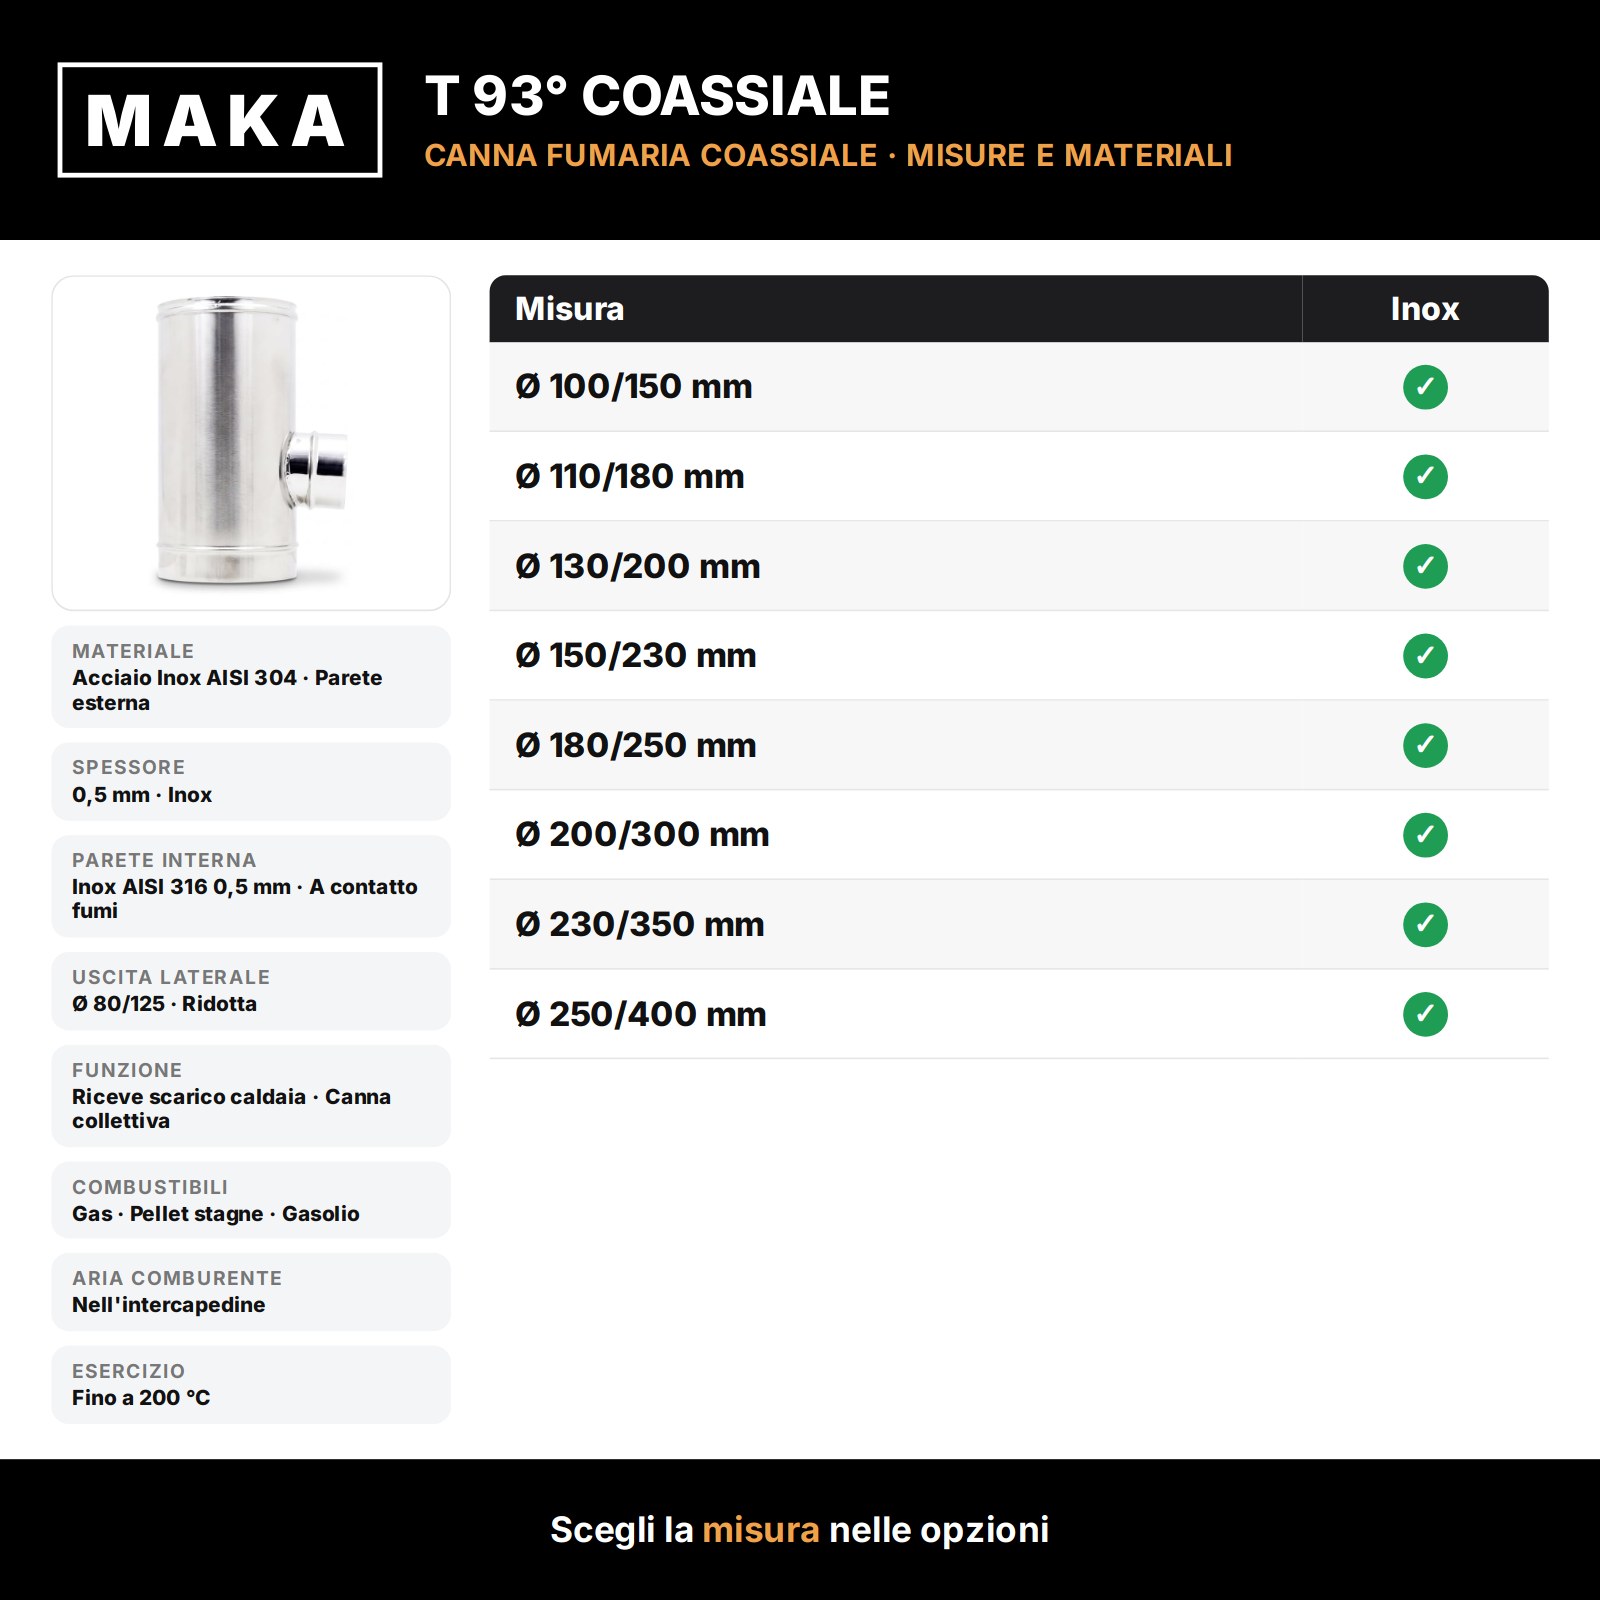 MAKA
T 93° COASSIALE
CANNA FUMARIA COASSIALE · MISURE E MATERIALI
MATERIALE
Acciaio Inox AISI 304 · Parete
esterna
SPESSORE
0,5 mm · Inox
PARETE INTERNA
Inox AISI 316 0,5 mm · A contatto
fumi
USCITA LATERALE
Ø 80/125 · Ridotta
FUNZIONE
Riceve scarico caldaia · Canna
collettiva
COMBUSTIBILI
Gas · Pellet stagne · Gasolio
ARIA COMBURENTE
Nell'intercapedine
ESERCIZIO
Fino a 200 °C
Misura Inox
Ø 100/150 mm ✓
Ø 110/180 mm ✓
Ø 130/200 mm ✓
Ø 150/230 mm ✓
Ø 180/250 mm ✓
Ø 200/300 mm ✓
Ø 230/350 mm ✓
Ø 250/400 mm ✓
Scegli la misura nelle opzioni